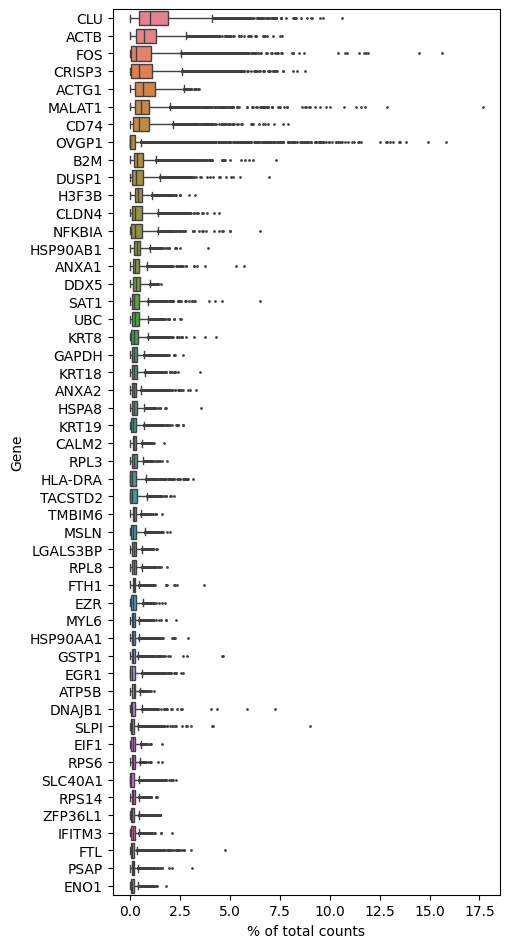 CLU
ACTB
FOS
CRISP3
ACTG1
MALAT1
CD74
OVGP1
B2M
DUSP1
H3F3B
CLDN4
NFKBIA
HSP90AB1
ANXA1
DDX5
SAT1
UBC
KRT8
GAPDH
KRT18
ANXA2
HSPA8
KRT19
CALM2
RPL3
HLA-DRA
TACSTD2
TMBIM6
MSLN
LGALS3BP
RPL8
FTH1
EZR
MYL6
HSP90AA1
GSTP1
EGR1
ATP5B
DNAJB1
SLPI
EIF1
RPS6
SLC40A1
RPS14
ZFP36L1
IFITM3
FTL
PSAP
ENO1
Gene
0.0 2.5 5.0 7.5 10.0 12.5 15.0 17.5
% of total counts